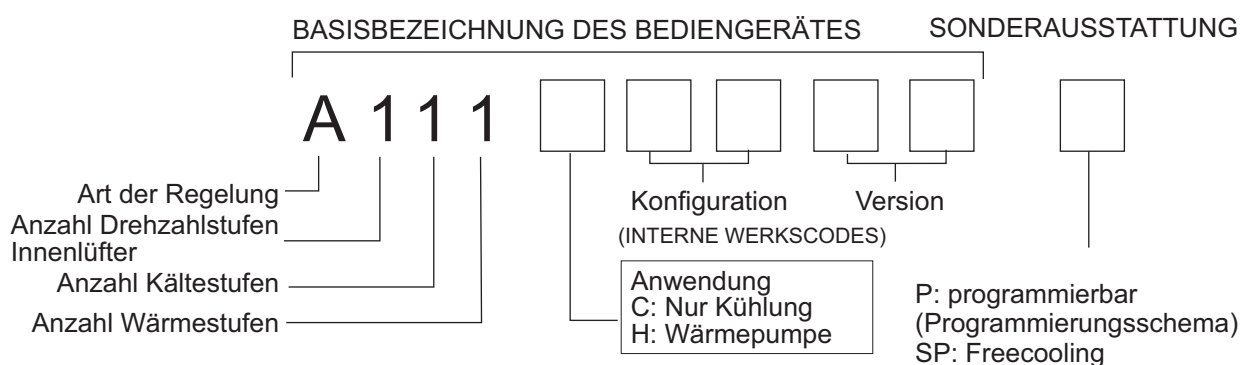 BASISBEZEICHNUNG DES BEDIENGERÄTES
SONDERAUSSTATTUNG
A 1 1 1
Art der Regelung
Anzahl Drehzahlstufen
Innenlüfter
Anzahl Kältestufen
Anzahl Wärmestufen
Konfiguration
Version
(INTERNE WERKSCODES)
Anwendung
C: Nur Kühlung
H: Wärmepumpe
P: programmierbar
(Programmierungsschema)
SP: Freecooling